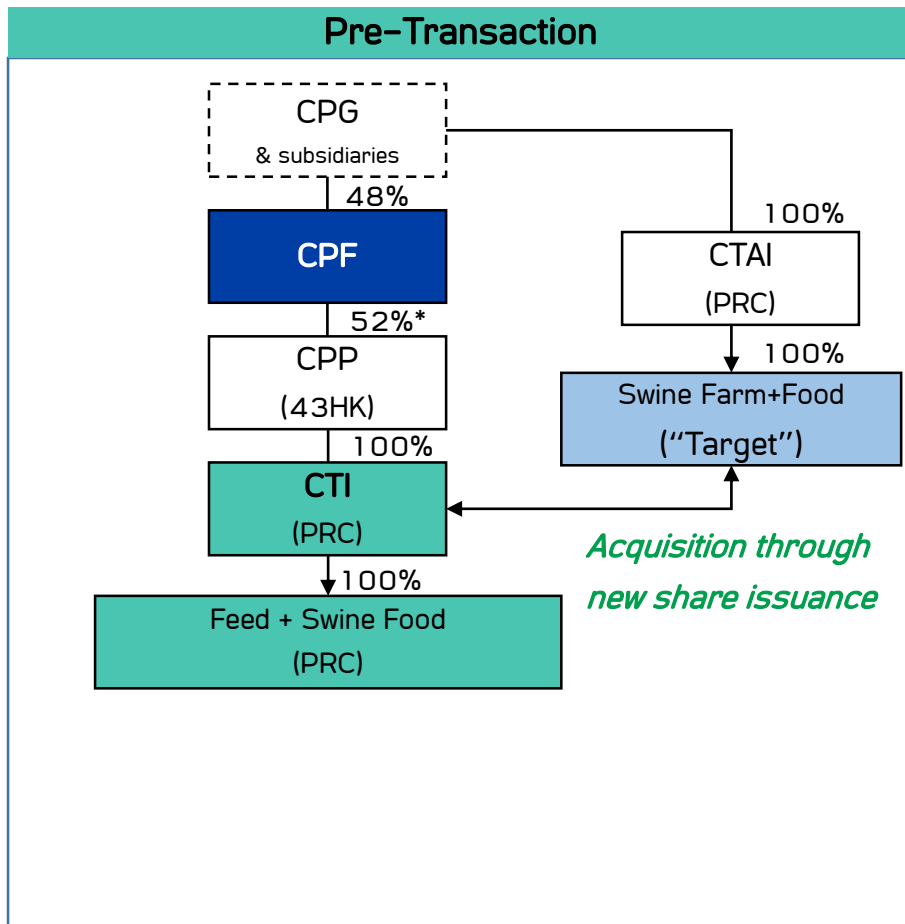 Pre-Transaction
CPG
& subsidiaries
48%
CPF
52%*
CPP
(43HK)
100%
CTI
(PRC)
100%
Feed + Swine Food
(PRC)
100%
CTAI
(PRC)
100%
Swine Farm+Food
(“Target”)
Acquisition through
new share issuance